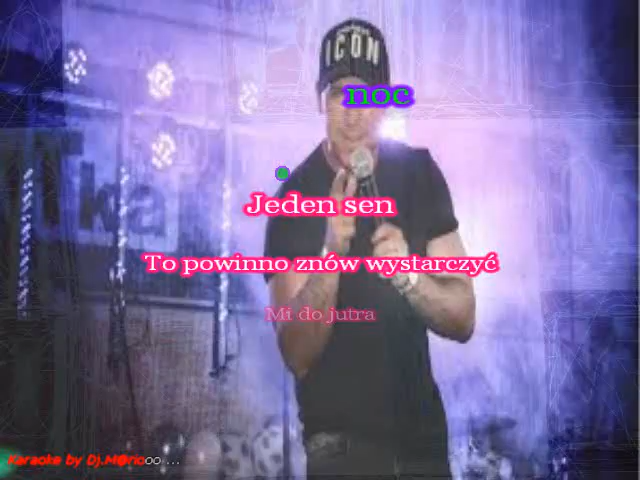 ICON
noc
Jeden sen
To powinno znów wystarczyć
Mi do jutra
Karaoke by Dj.M@rio